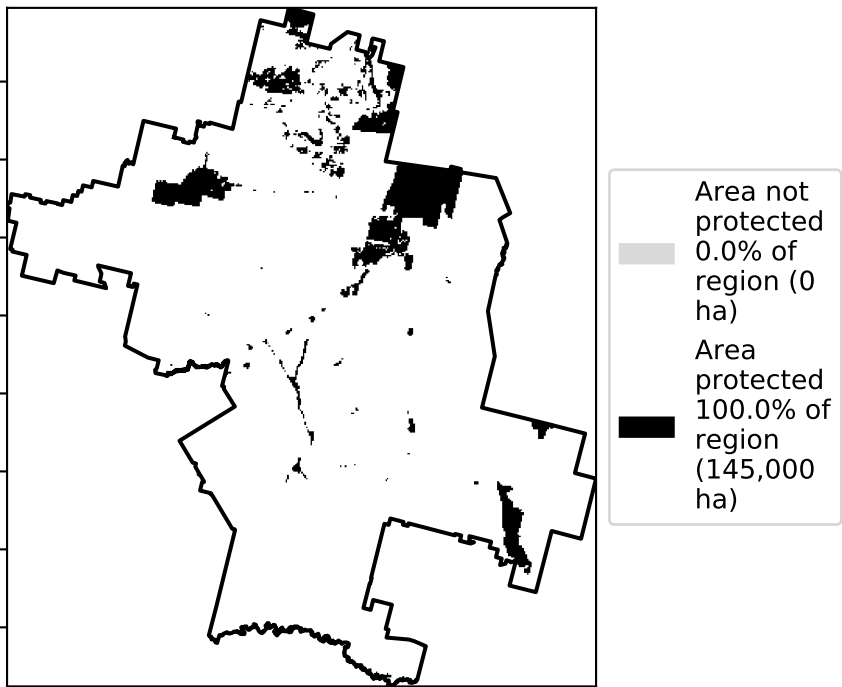 Area not
protected
0.0% of
region (0
ha)
Area
protected
100.0% of
region
(145,000
ha)